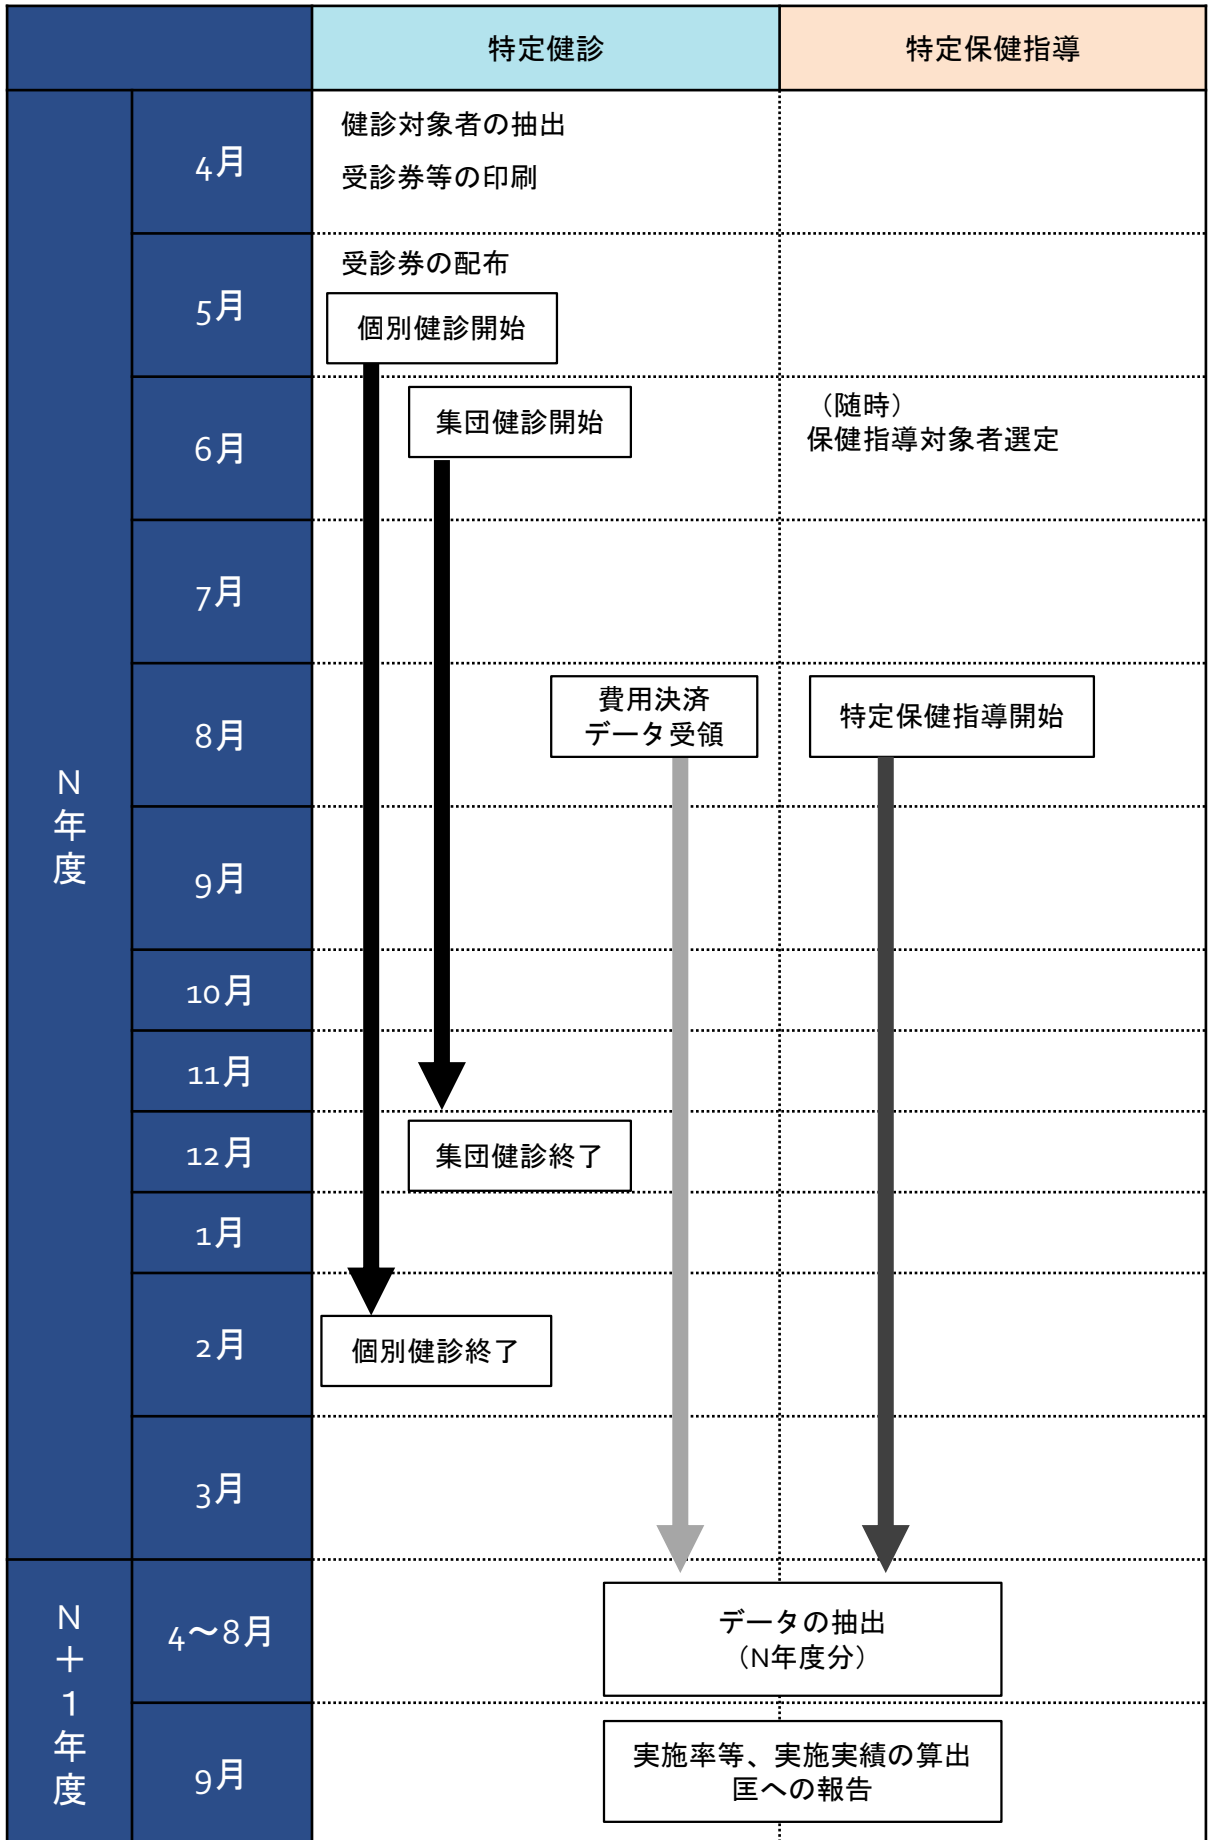 特定健診
特定保健指導
N年度
4月
健診対象者の抽出
受診券等の印刷
5月
受診券の配布
個別健診開始
6月
集団健診開始
（随時）
保健指導対象者選定
7月
8月
費用決済
データ受領
特定保健指導開始
9月
10月
11月
12月
集団健診終了
1月
2月
個別健診終了
3月
N＋1年度
4～8月
データの抽出
（N年度分）
9月
実施率等、実施実績の算出
国への報告